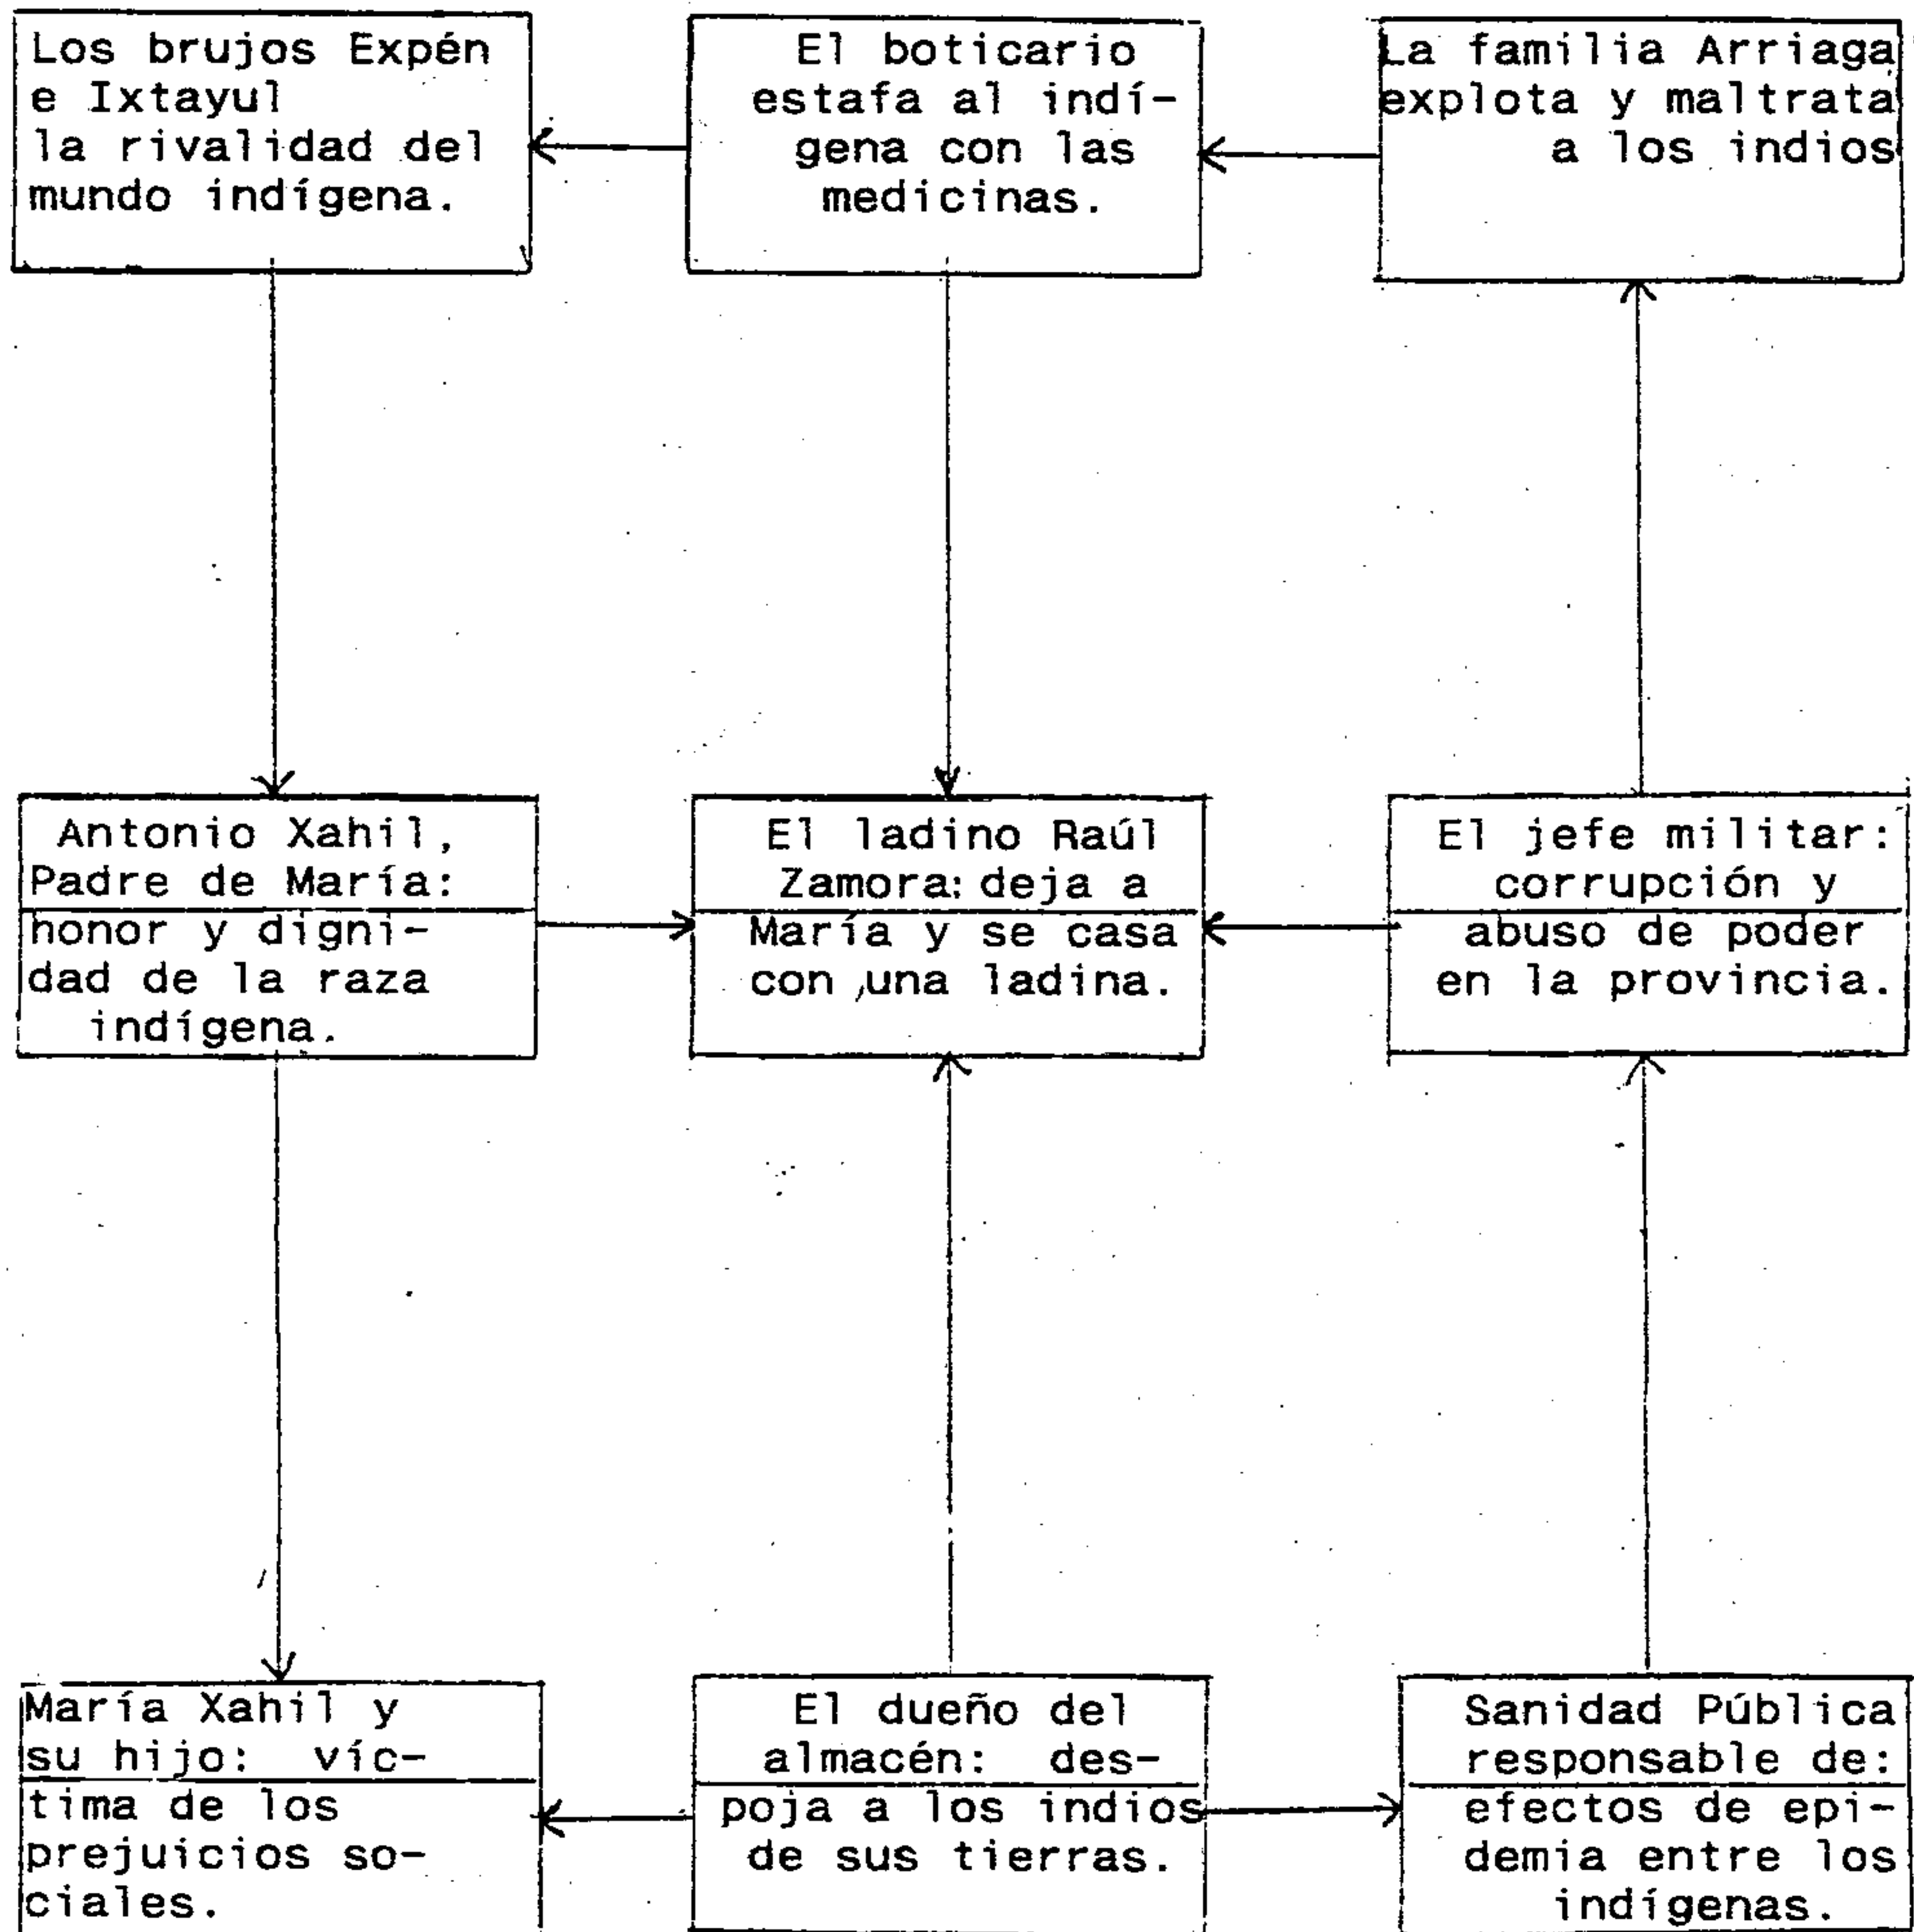 Los brujos Expén
e Ixtayul
la rivalidad del
mundo indígena.
El boticario
estafa al indí-
gena con las
medicinas.
La familia Arriaga
explota y maltrata
a los indios
Antonio Xahil,
Padre de María:
honor y digni-
dad de la raza
indígena.
El ladino Raúl
Zamora: deja a
María y se casa
con una ladina.
El jefe militar:
corrupción y
abuso de poder
en la provincia.
María Xahil y
su hijo: víc-
tima de los
prejuicios so-
ciales.
El dueño del
almacén: des-
poja a los indios
de sus tierras.
Sanidad Pública
responsable de:
efectos de epi-
demia entre los
indígenas.